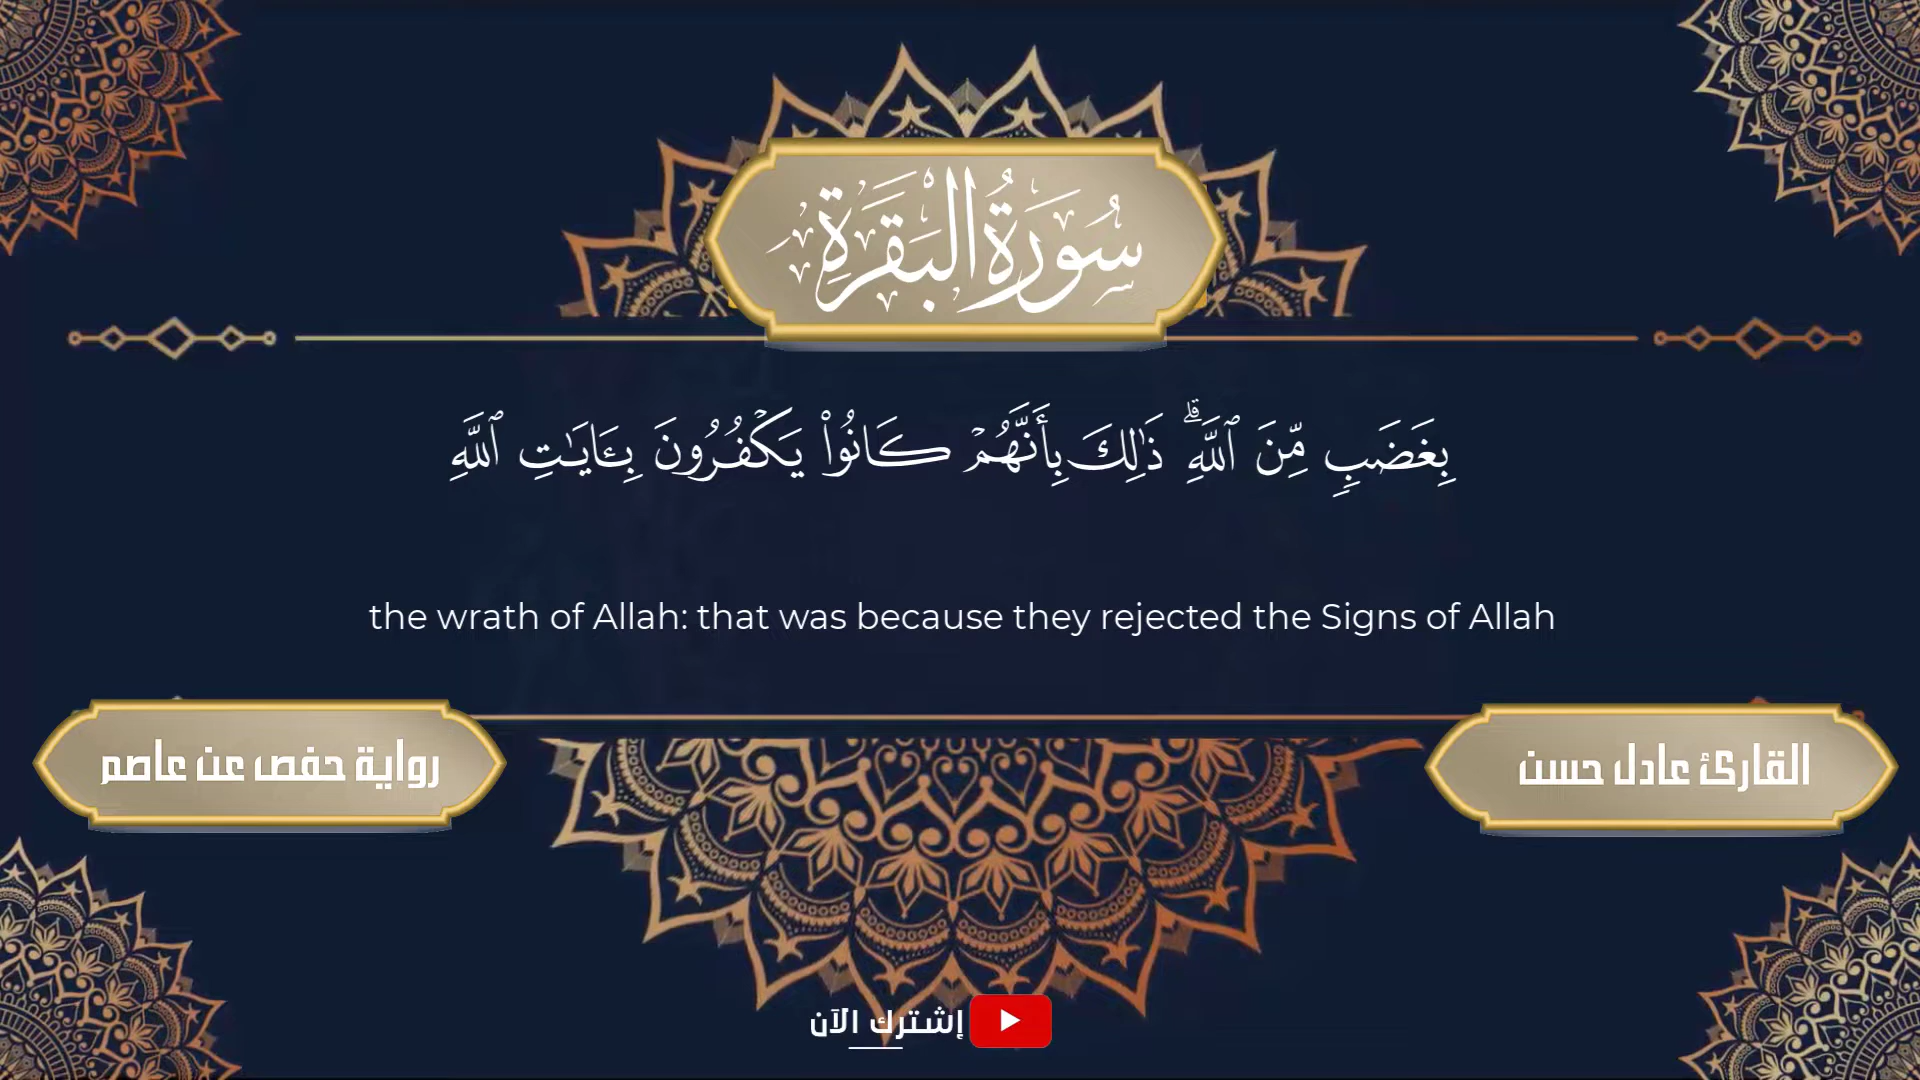 سُورَةُ البَقَرَةِ
بِغَضَبٖ مِّنَ ٱللَّهِۗ ذَٰلِكَ بِأَنَّهُمۡ كَانُواْ يَكۡفُرُونَ بِـَٔايَٰتِ ٱللَّهِ
the wrath of Allah: that was because they rejected the Signs of Allah
القارئ عادل حسن
رواية حفص عن عاصم
إشترك الآن